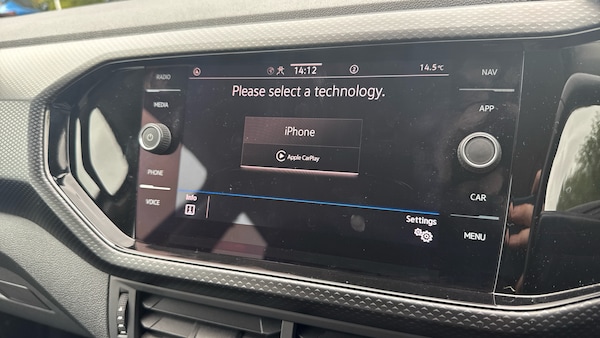 RADIO
14:12
2
14.5 °C
NAV
Please select a technology.
MEDIA
APP
iPhone
Apple CarPlay
PHONE
CAR
VOICE
Info
Settings
MENU